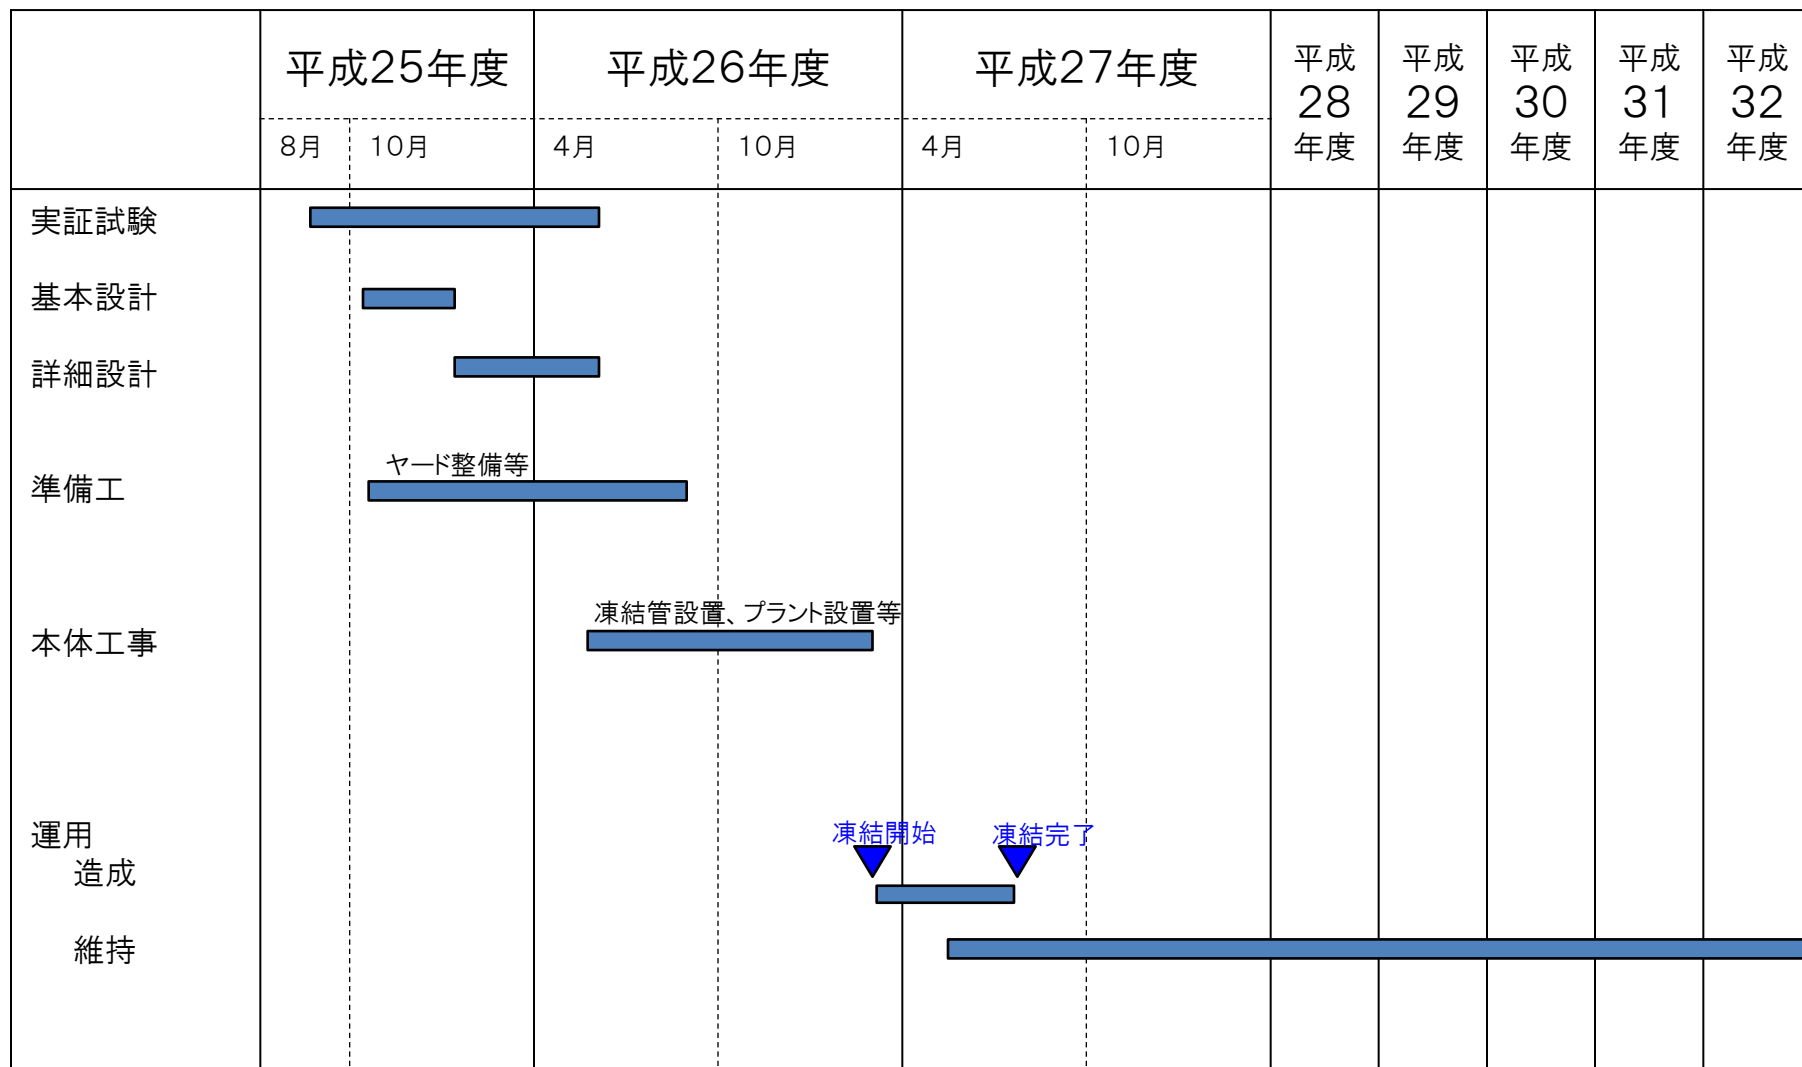 平成25年度
平成26年度
平成27年度
平成
28
年度
平成
29
年度
平成
30
年度
平成
31
年度
平成
32
年度
8月
10月
4月
10月
4月
10月
実証試験
基本設計
詳細設計
ヤード整備等
準備工
凍結管設置、プラント設置等
本体工事
運用
凍結開始
凍結完了
造成
維持